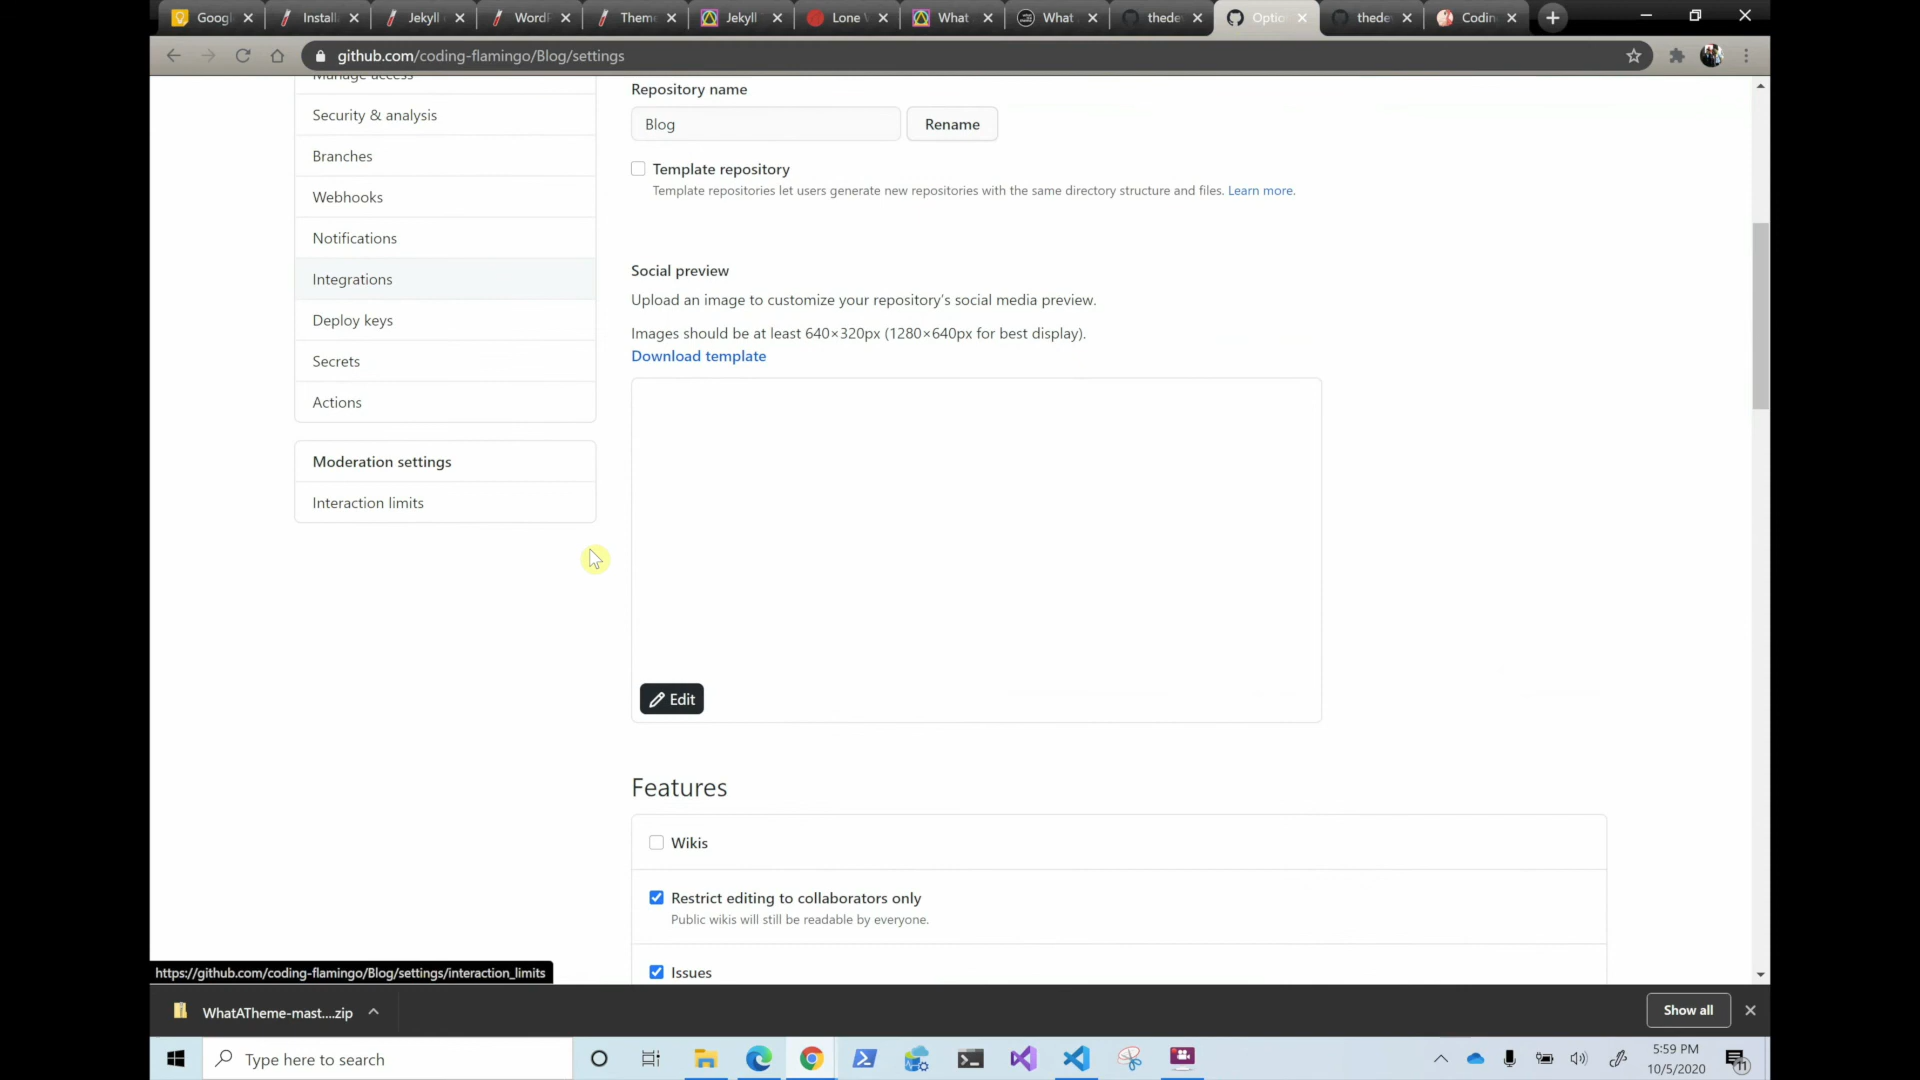 Googl
Install
Jekyll
WordP
Theme
Jekyll
Lone
What
What
thede
Optio
thede
Codin
github.com/coding-flamingo/Blog/settings
Manage access
Security & analysis
Branches
Webhooks
Notifications
Integrations
Deploy keys
Secrets
Actions
Moderation settings
Interaction limits
Repository name
Blog
Rename
Template repository
Template repositories let users generate new repositories with the same directory structure and files. Learn more.
Social preview
Upload an image to customize your repository's social media preview.
Images should be at least 640×320px (1280×640px for best display).
Download template
Edit
Features
Wikis
Restrict editing to collaborators only
Public wikis will still be readable by everyone.
Issues
https://github.com/coding-flamingo/Blog/settings/interaction_limits
WhatATheme-mast....zip
Show all
Type here to search
5:59 PM
10/5/2020
11